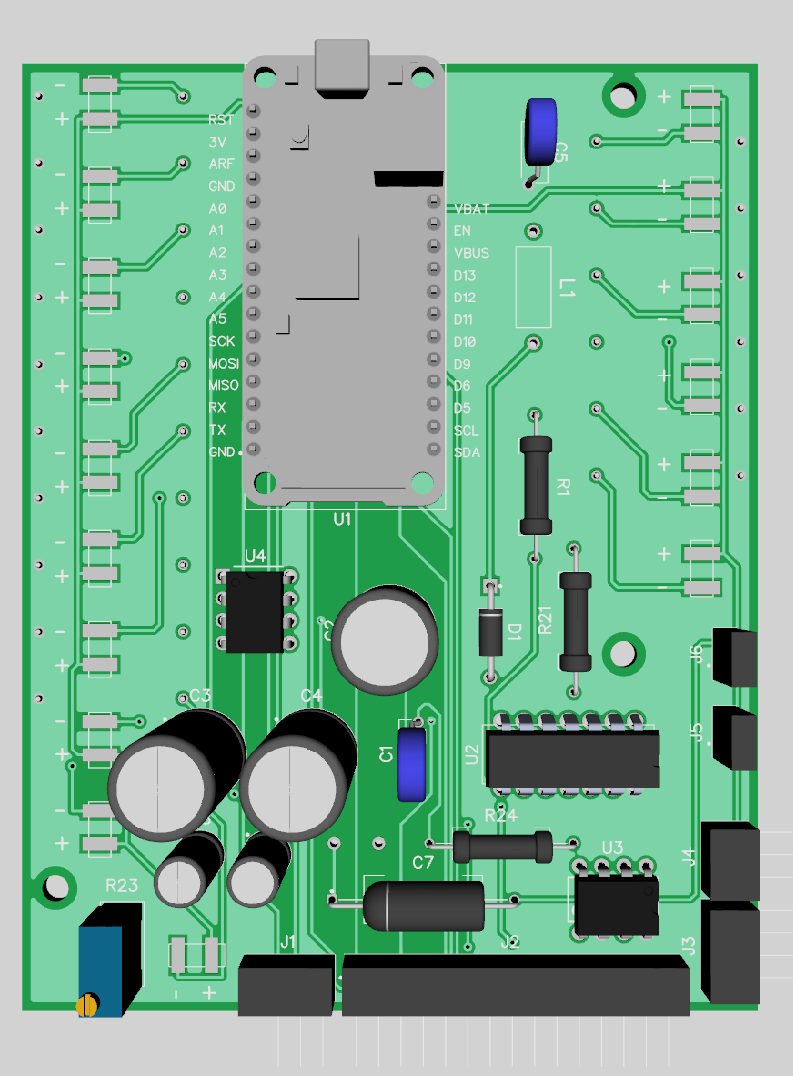 - + - + - + - + - + - + - + - + - +
+ - + - + - + - + - + -
RST
3V
ARF
GND
A0
A1
A2
A3
A4
A5
SCK
MOSI
MISO
RX
TX
GND
VBAT
EN
VBUS
D13
D12
D11
D10
D9
D6
D5
SCL
SDA
C5
L1
U1
R1
U4
C2
D1
R21
J6
C3
C4
C1
U2
J5
R24
C7
U3
J4
R23
J1
J2
J3
- +